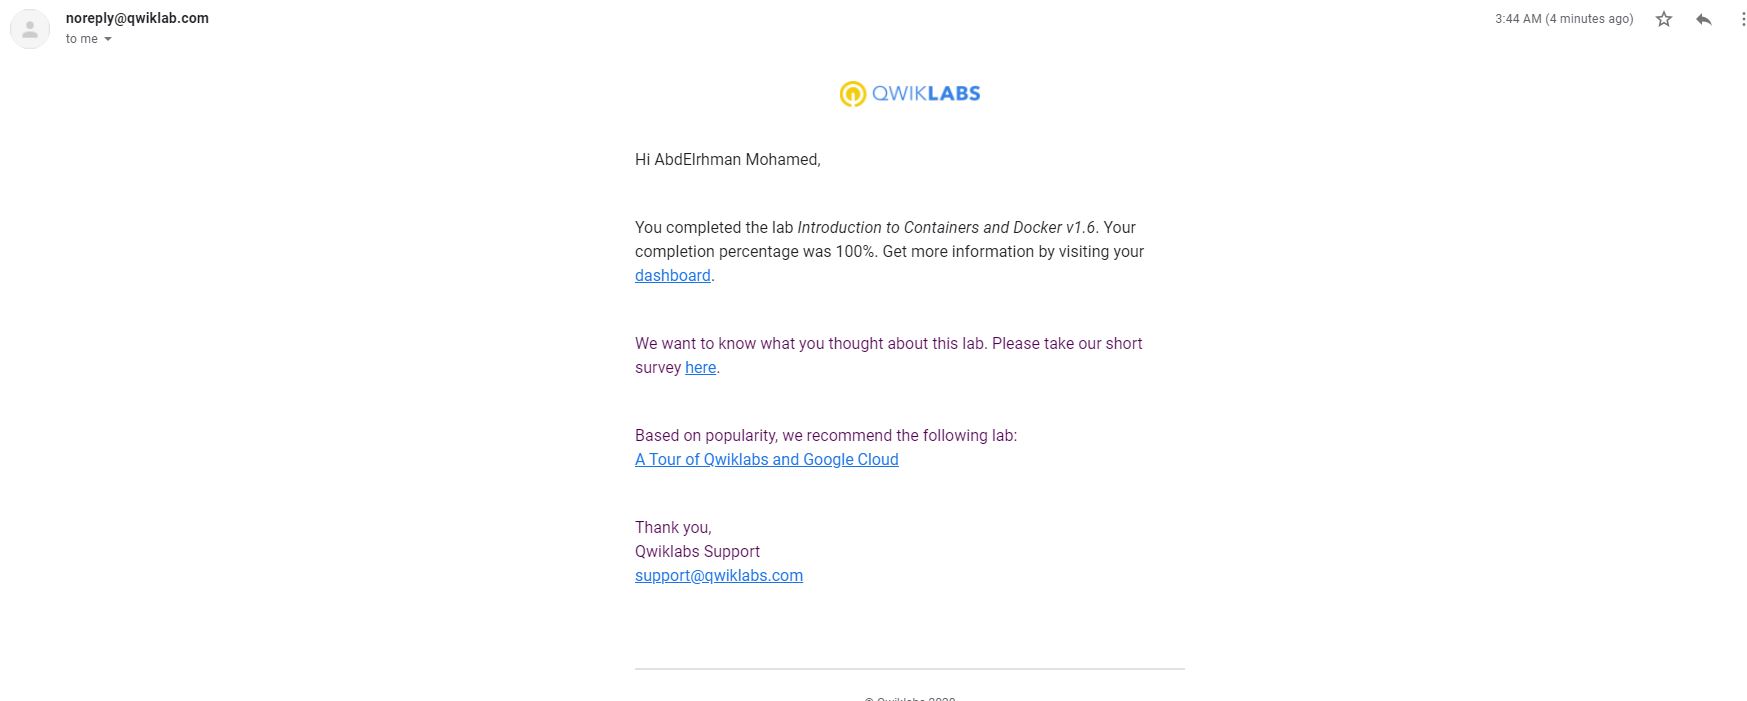 noreply@qwiklab.com
3:44 AM (4 minutes ago)
to me
QWIKLABS
Hi AbdElrhman Mohamed,
You completed the lab Introduction to Containers and Docker v1.6. Your
completion percentage was 100%. Get more information by visiting your
dashboard.
We want to know what you thought about this lab. Please take our short
survey here.
Based on popularity, we recommend the following lab:
A Tour of Qwiklabs and Google Cloud
Thank you,
Qwiklabs Support
support@qwiklabs.com
© Qwiklabs 2020